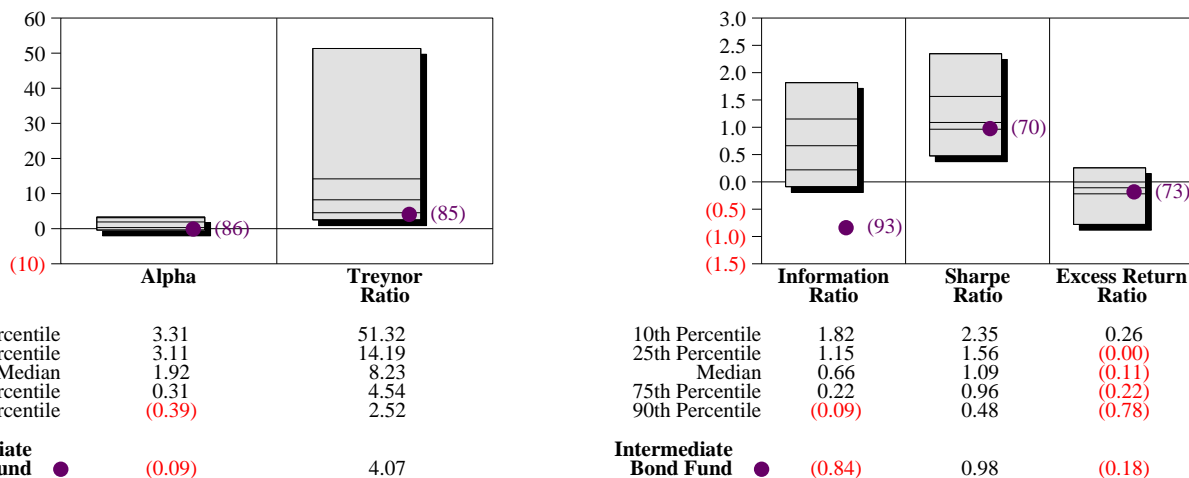 60
50
40
30
20
10
0
(10)
(86)
(85)
Alpha
Treynor
Ratio
3.0
2.5
2.0
1.5
1.0
0.5
0.0
(0.5)
(1.0)
(1.5)
(93)
(70)
(73)
Information
Ratio
Sharpe
Ratio
Excess Return
Ratio
rcentile 3.31 51.32
rcentile 3.11 14.19
Median 1.92 8.23
rcentile 0.31 4.54
rcentile (0.39) 2.52
iate
und (0.09) 4.07
10th Percentile 1.82 2.35 0.26
25th Percentile 1.15 1.56 (0.00)
Median 0.66 1.09 (0.11)
75th Percentile 0.22 0.96 (0.22)
90th Percentile (0.09) 0.48 (0.78)
Intermediate
Bond Fund (0.84) 0.98 (0.18)